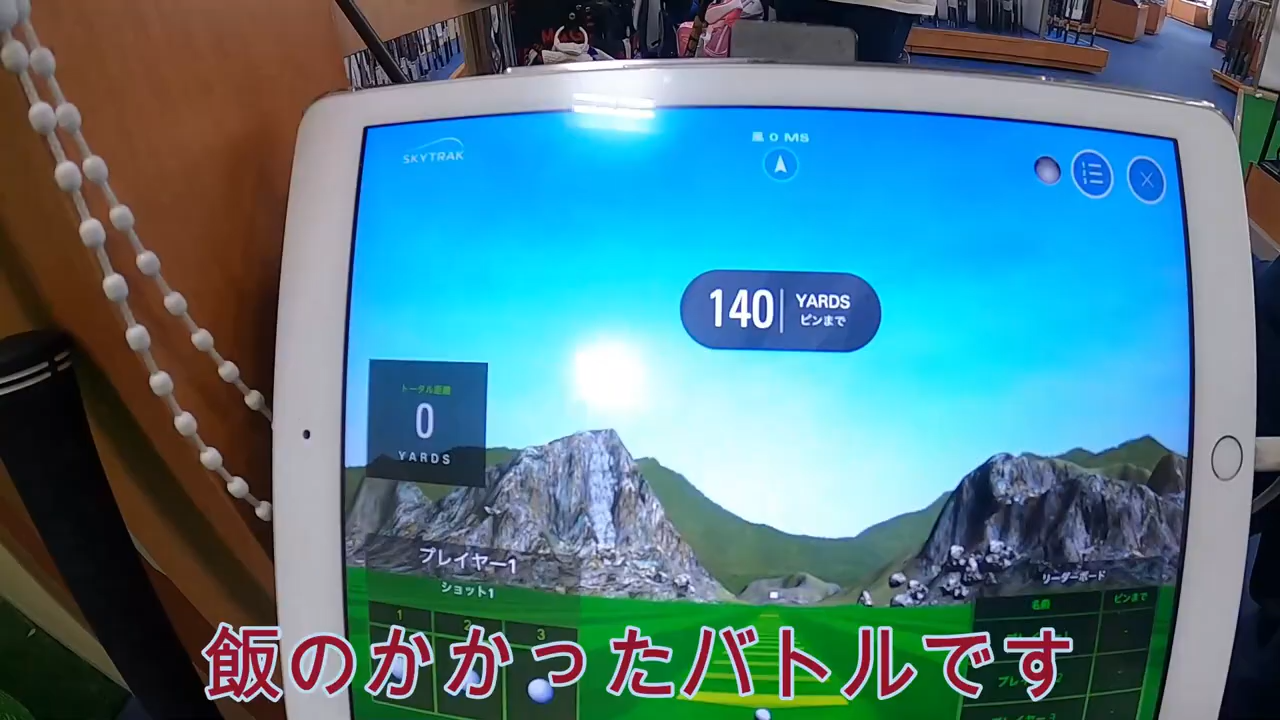 SKYTRAK
風 0 MS
140 YARDS
ピンまで
トータル距離
0
YARDS
プレイヤー1
ショット1
1 2 3
リーダーボード
名前 ピンまで
飯のかかったバトルです